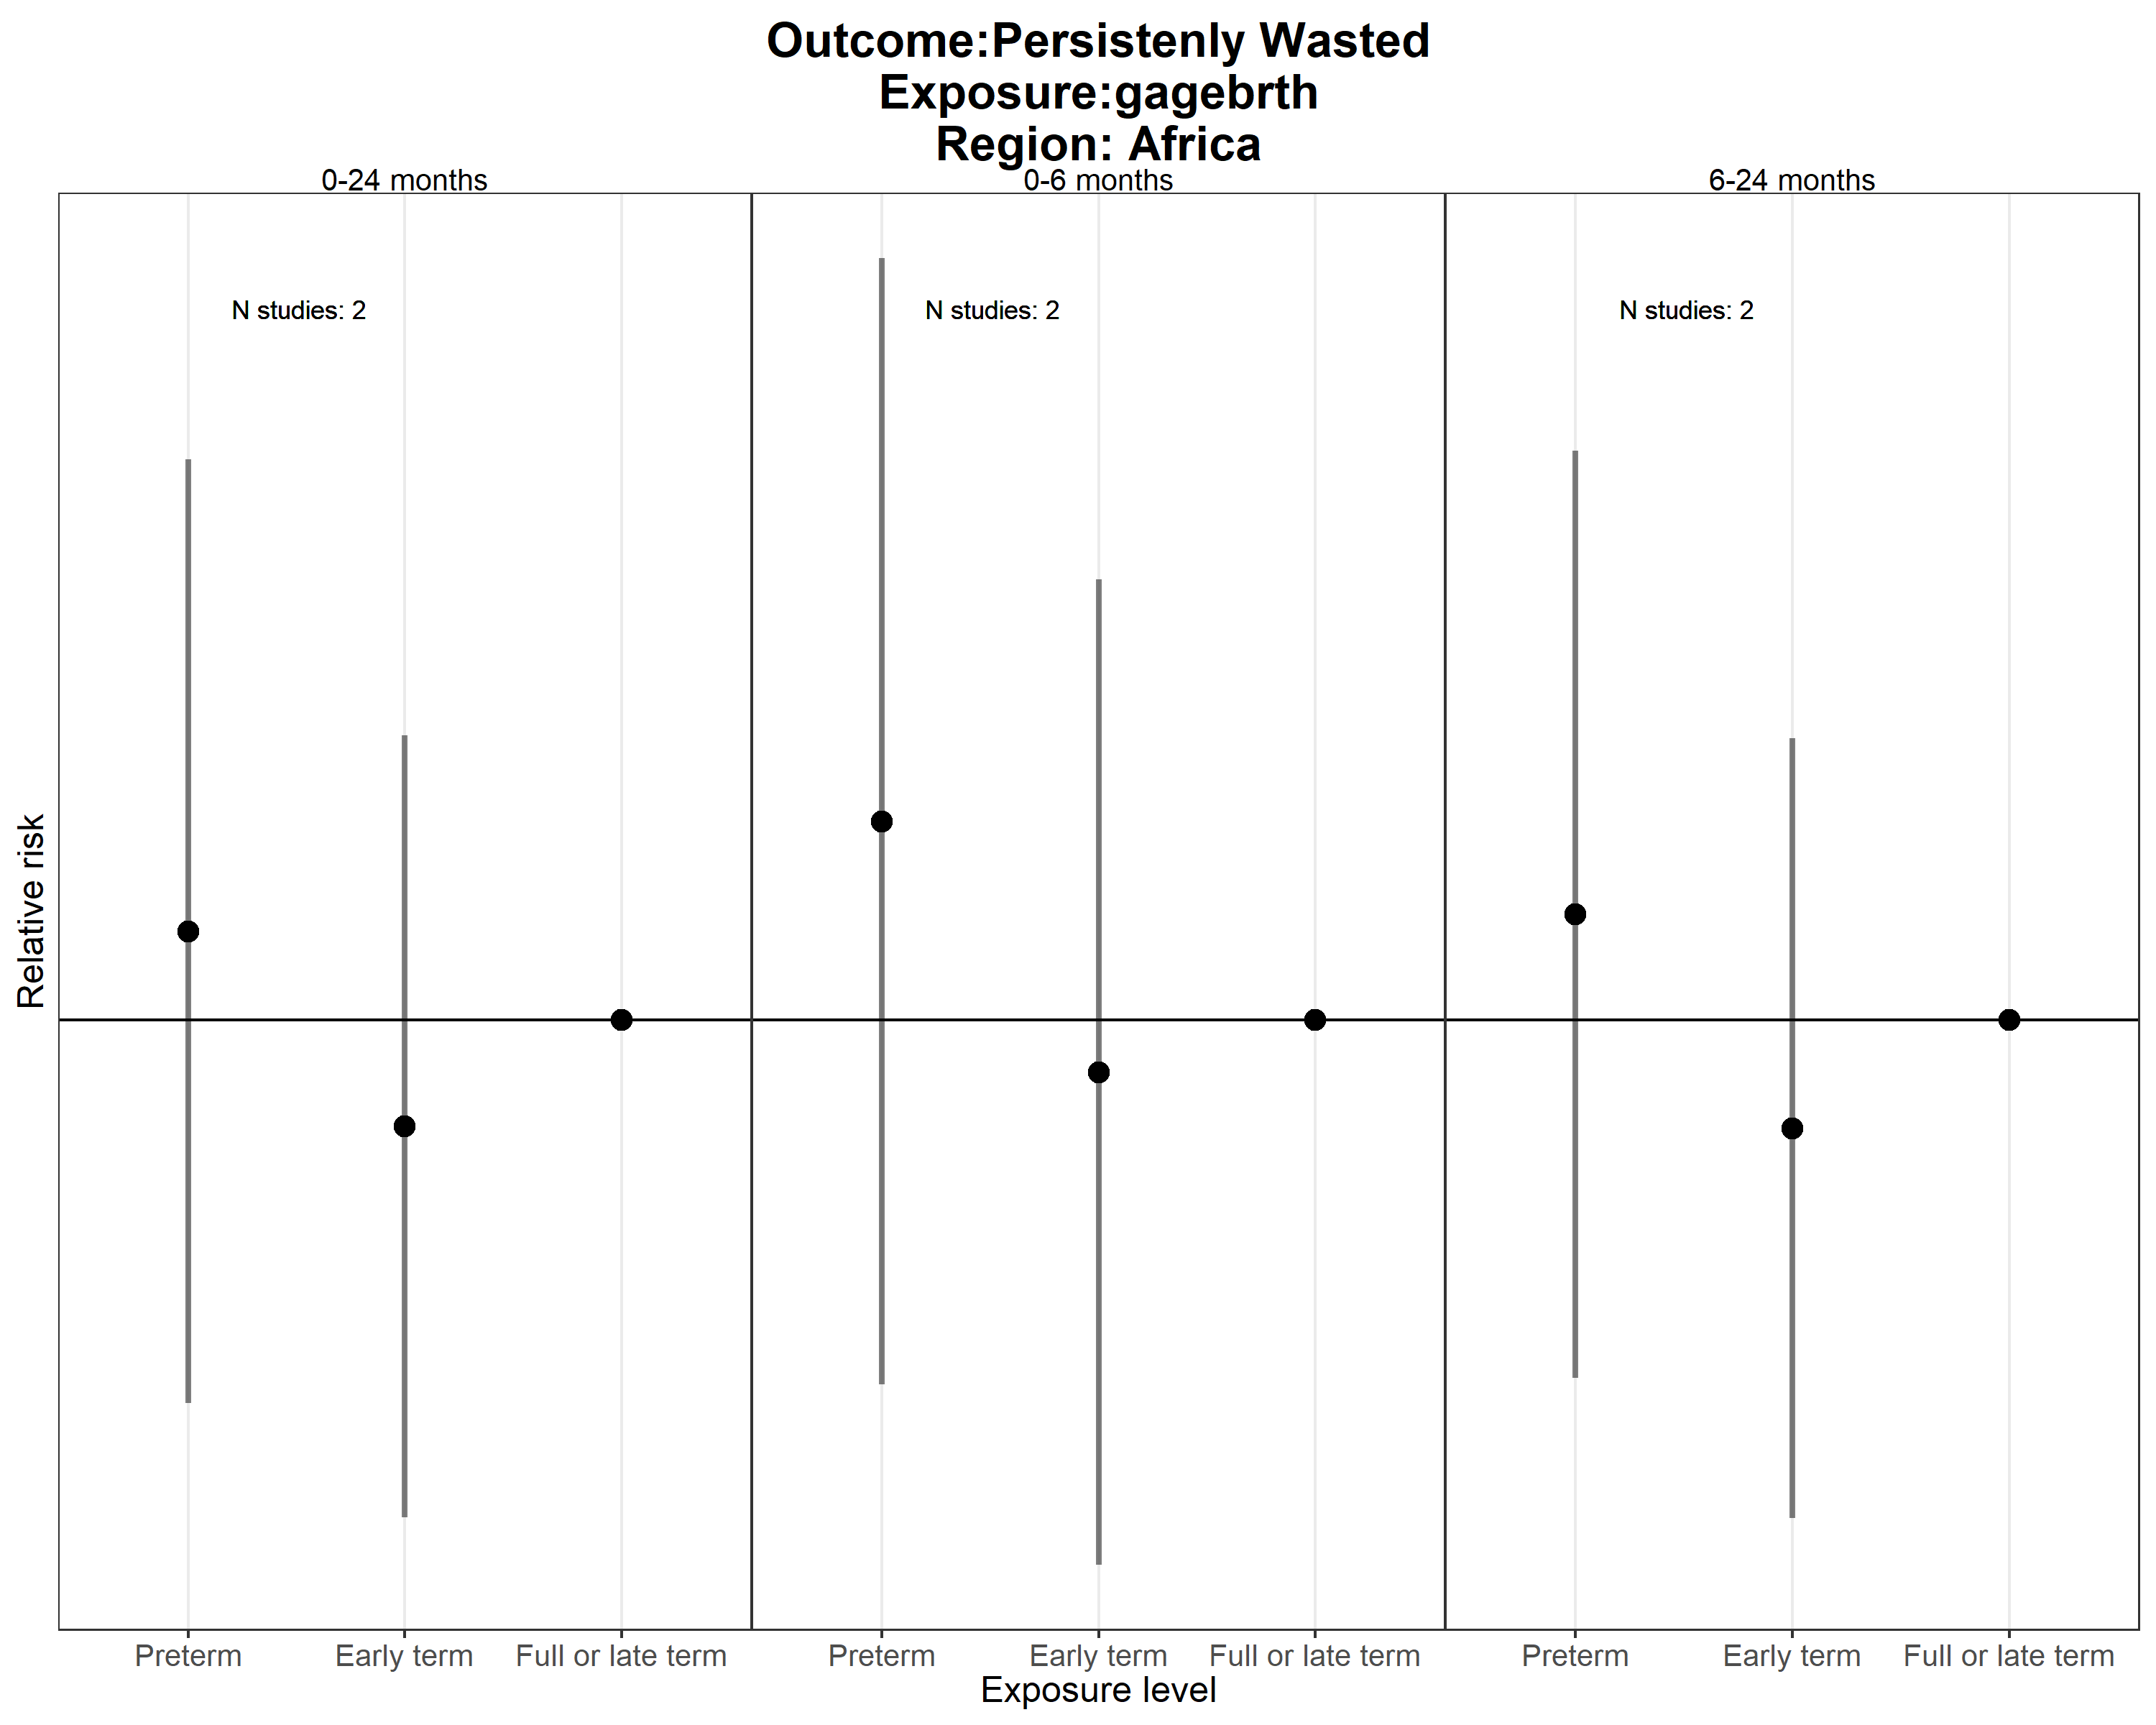 Outcome:Persistenly Wasted
Exposure:gagebrth
Region: Africa
0-24 months
0-6 months
6-24 months
N studies: 2
N studies: 2
N studies: 2
Relative risk
Preterm
Early term
Full or late term
Preterm
Early term
Full or late term
Preterm
Early term
Full or late term
Exposure level